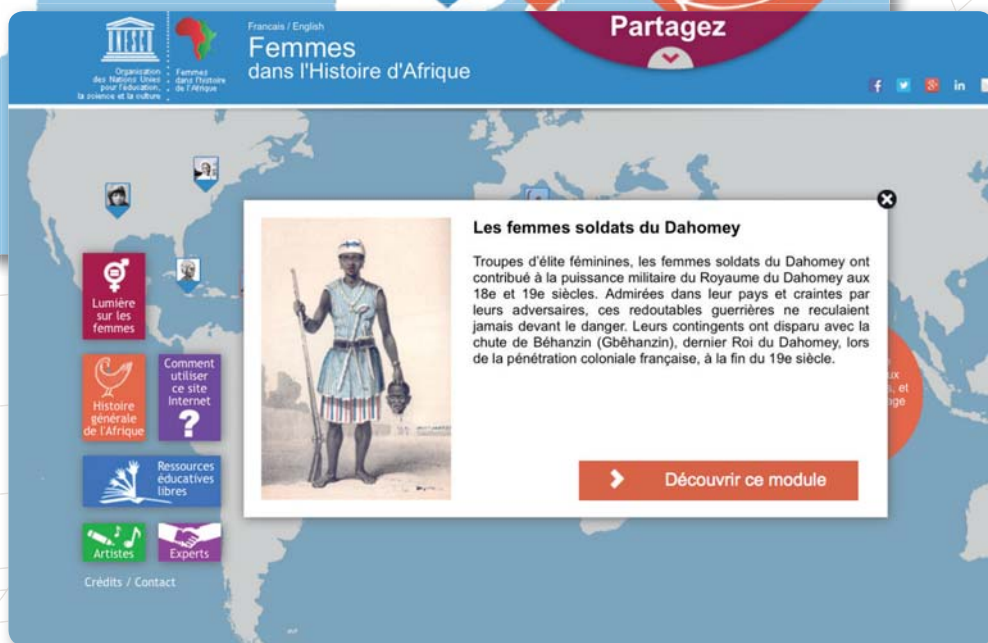 Partagez
UNESCO
Organisation
des Nations Unies
pour l'éducation,
la science et la culture
Femmes
dans l'histoire
de l'Afrique
Francais / English
Femmes
dans l'Histoire d'Afrique
Les femmes soldats du Dahomey
Troupes d'élite féminines, les femmes soldats du Dahomey ont
contribué à la puissance militaire du Royaume du Dahomey aux
18e et 19e siècles. Admirées dans leur pays et craintes par
leurs adversaires, ces redoutables guerrières ne reculaient
jamais devant le danger. Leurs contingents ont disparu avec la
chute de Béhanzin (Gbêhanzin), dernier Roi du Dahomey, lors
de la pénétration coloniale française, à la fin du 19e siècle.
Découvrir ce module
Lumière
sur les
femmes
Histoire
générale
de l'Afrique
Comment
utiliser
ce site
Internet
?
Ressources
éducatives
libres
Artistes
Experts
Crédits / Contact